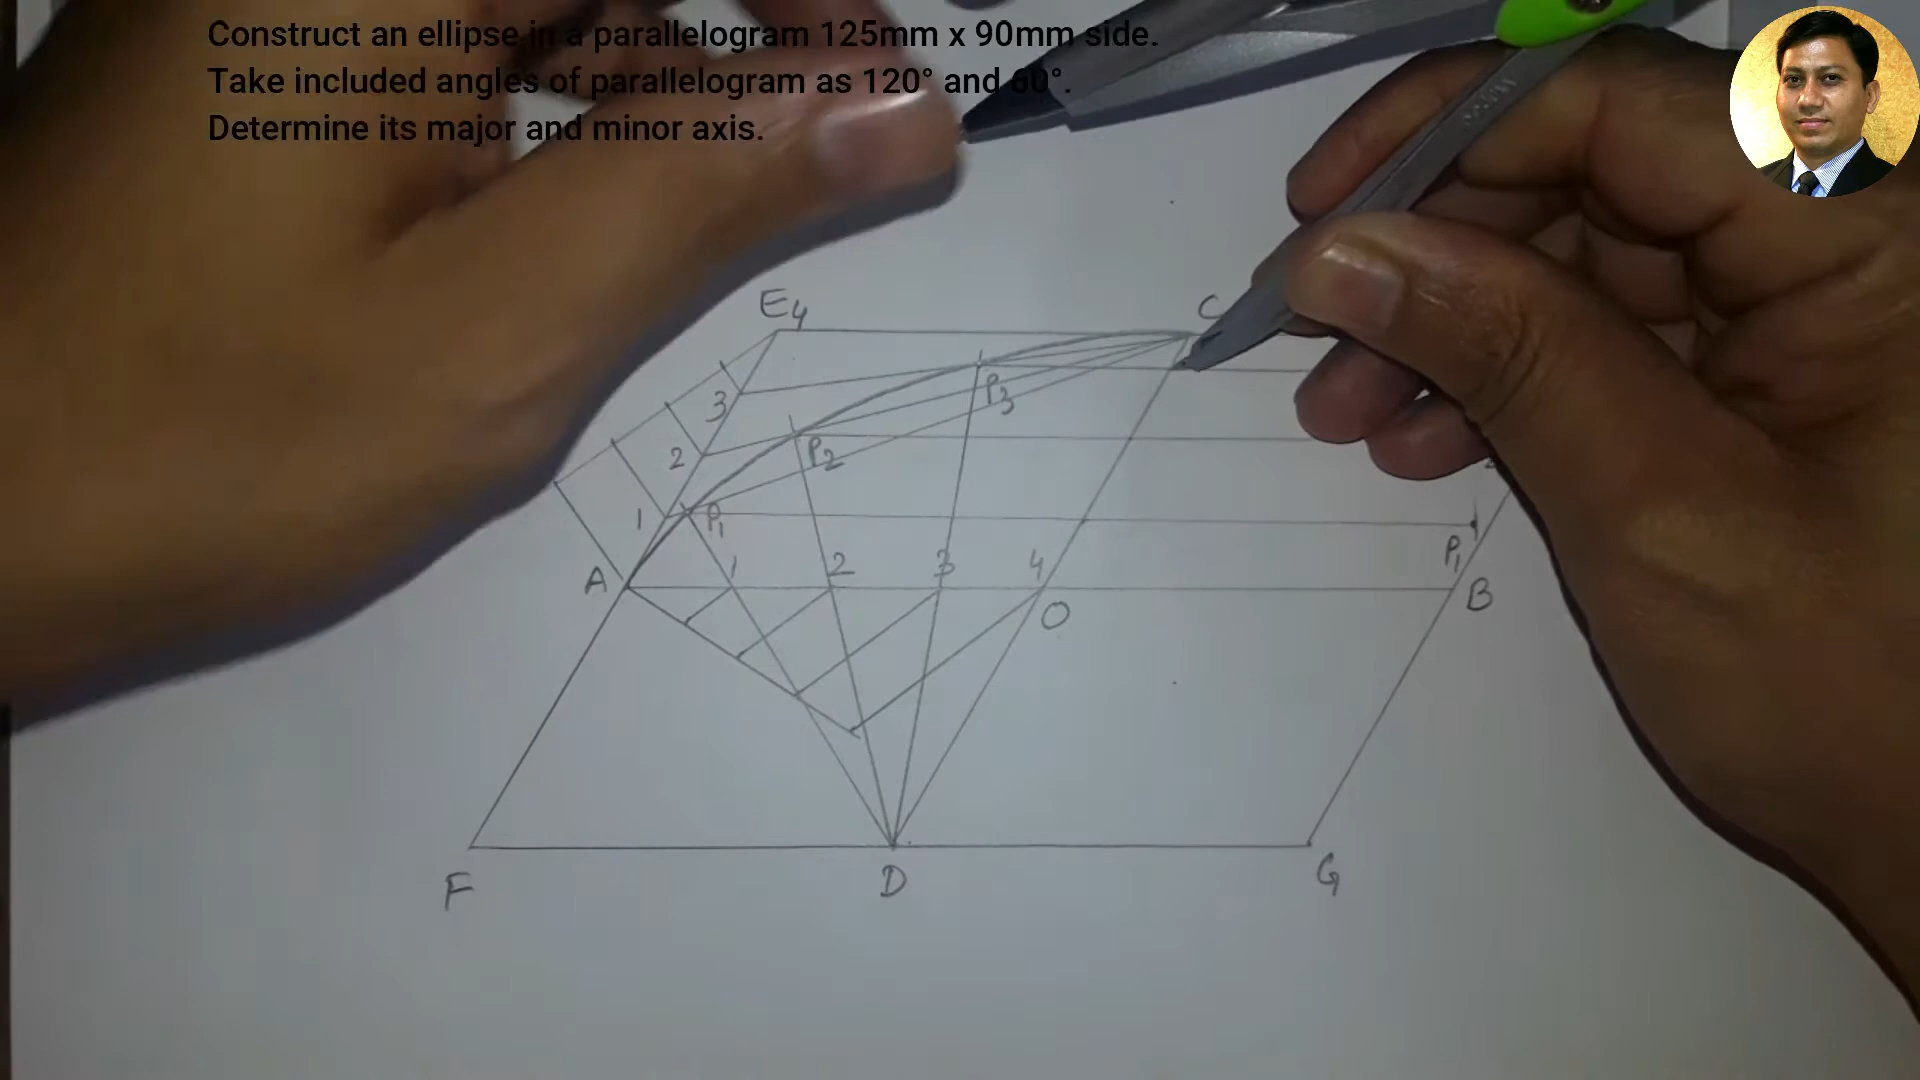 Construct an ellipse in a parallelogram 125mm x 90mm side.
Take included angles of parallelogram as 120° and 60°.
Determine its major and minor axis.
E4 C
3 P3
2 P2
1 P1
A 1 2 3 4 P1 B
O
F D G